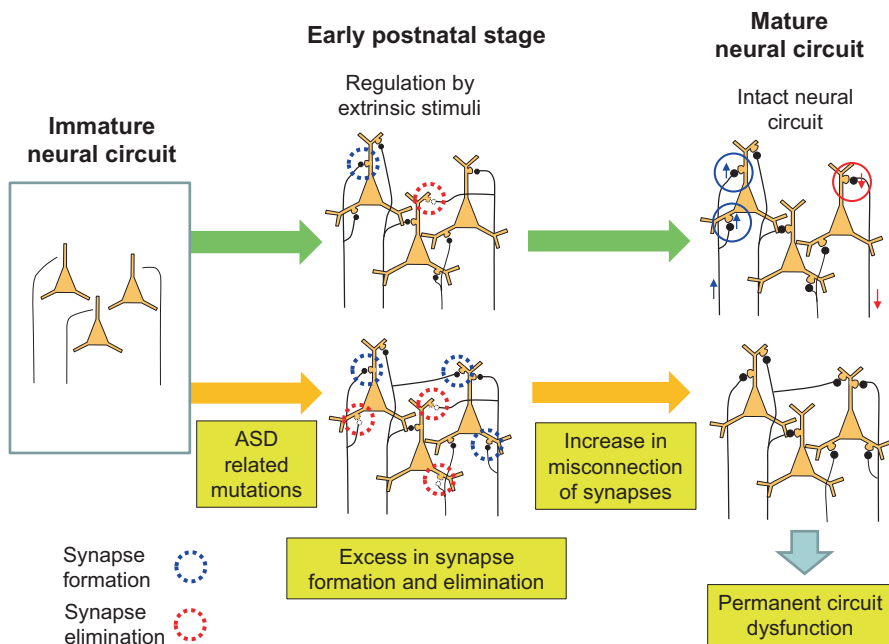 Early postnatal stage
Mature
neural circuit
Regulation by
extrinsic stimuli
Intact neural
circuit
Immature
neural circuit
ASD
related
mutations
Increase in
misconnection
of synapses
Excess in synapse
formation and elimination
Synapse
formation
Synapse
elimination
Permanent circuit
dysfunction